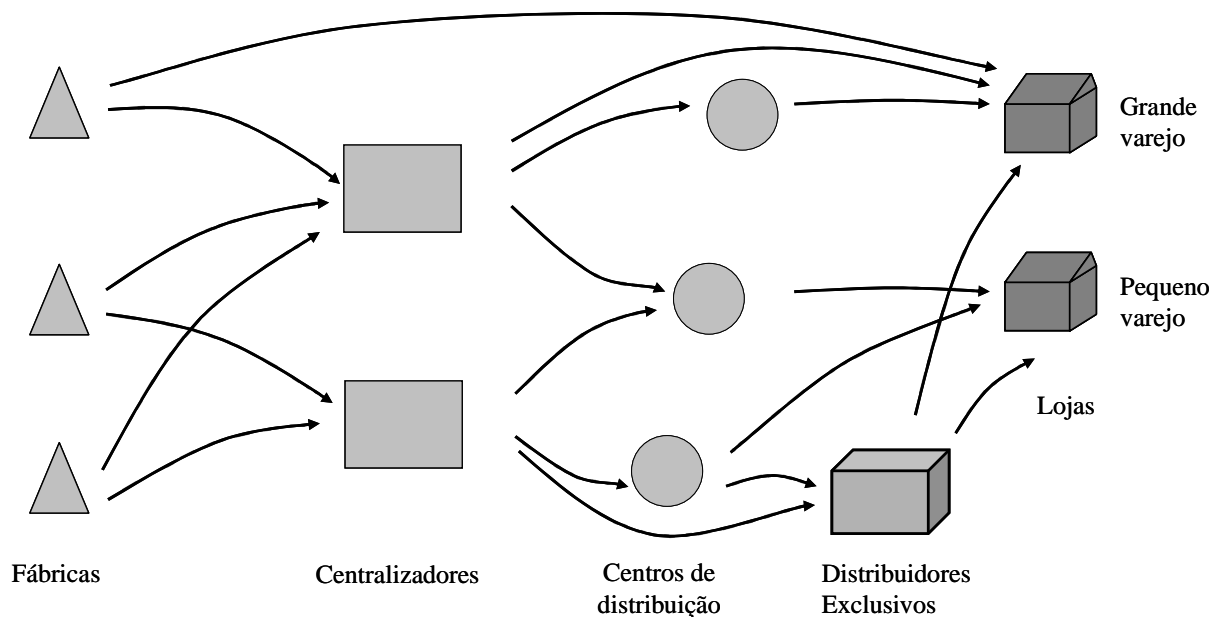 Grande
varejo
Pequeno
varejo
Lojas
Fábricas
Centralizadores
Centros de
distribuição
Distribuidores
Exclusivos